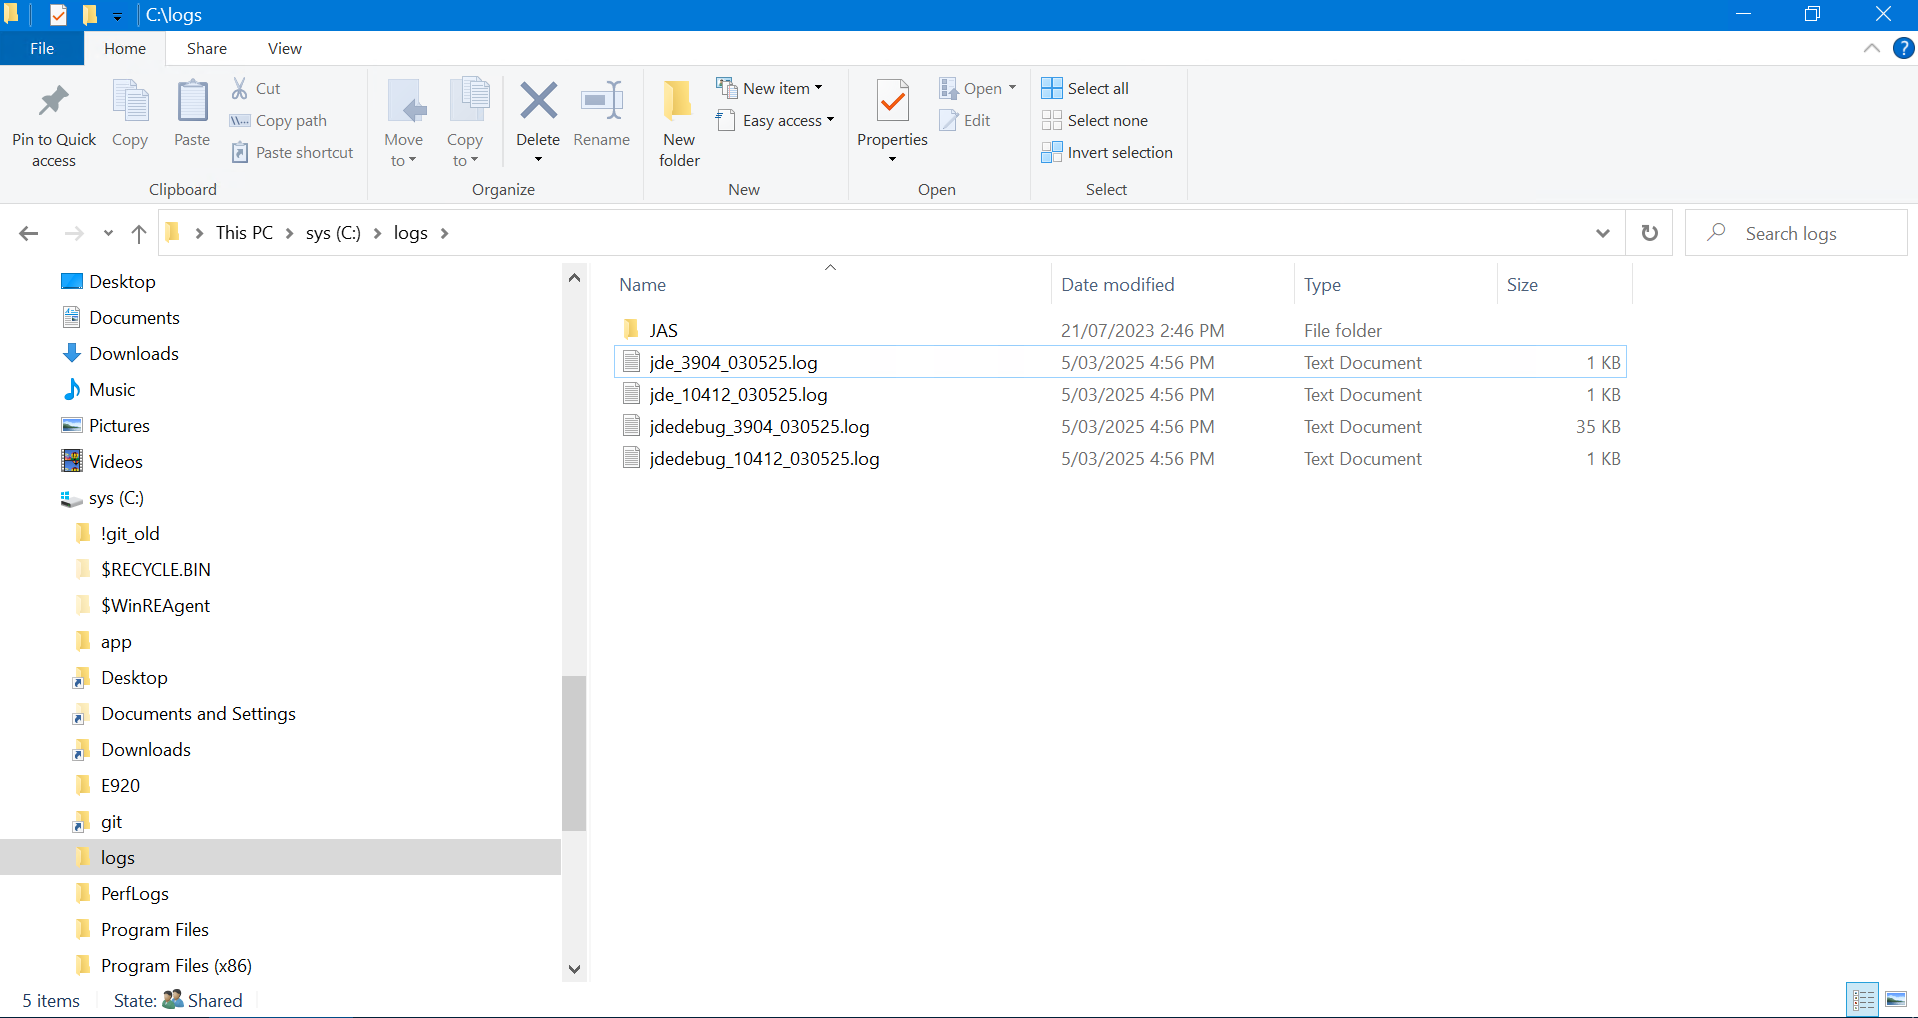 C:\logs
File Home Share View
Pin to Quick access
Copy
Paste
Cut
Copy path
Paste shortcut
Clipboard
Move to
Copy to
Delete
Rename
Organize
New folder
New item
Easy access
New
Properties
Open
Edit
Open
Select all
Select none
Invert selection
Select
This PC sys (C:) logs
Search logs
Desktop
Documents
Downloads
Music
Pictures
Videos
sys (C:)
!git_old
$RECYCLE.BIN
$WinREAgent
app
Desktop
Documents and Settings
Downloads
E920
git
logs
PerfLogs
Program Files
Program Files (x86)
Name Date modified Type Size
JAS 21/07/2023 2:46 PM File folder
jde_3904_030525.log 5/03/2025 4:56 PM Text Document 1 KB
jde_10412_030525.log 5/03/2025 4:56 PM Text Document 1 KB
jdedebug_3904_030525.log 5/03/2025 4:56 PM Text Document 35 KB
jdedebug_10412_030525.log 5/03/2025 4:56 PM Text Document 1 KB
5 items State: Shared